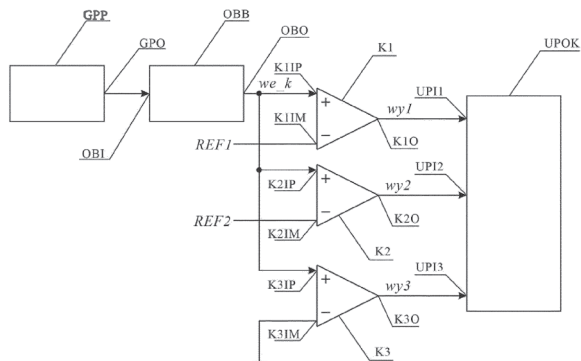 GPP
OBB
UPOK
GPO
OBO
K1
K1IP
we_k
OBI
K1IM
REF1
wy1
UPI1
K1O
K2IP
REF2
K2IM
wy2
UPI2
K2O
K2
K3IP
K3IM
wy3
UPI3
K3O
K3
+
−
+
−
+
−